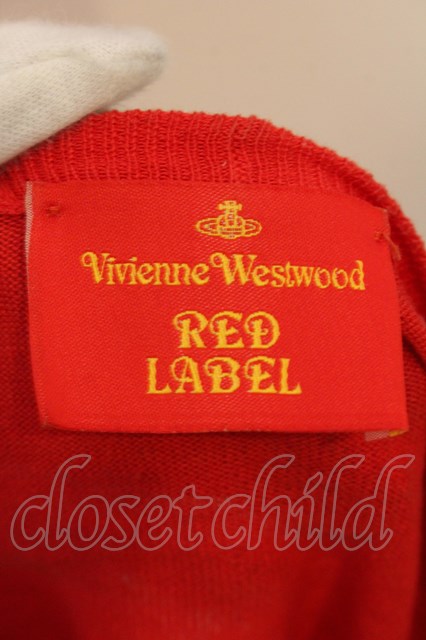 Vivienne Westwood
RED
LABEL
closet child